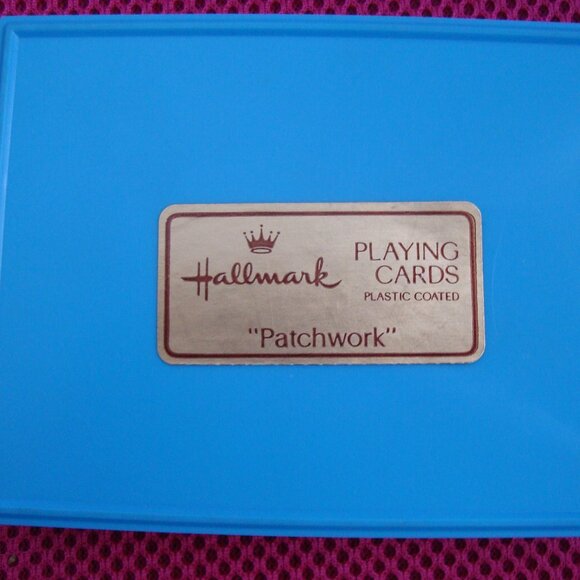 Hallmark
PLAYING
CARDS
PLASTIC COATED
"Patchwork"